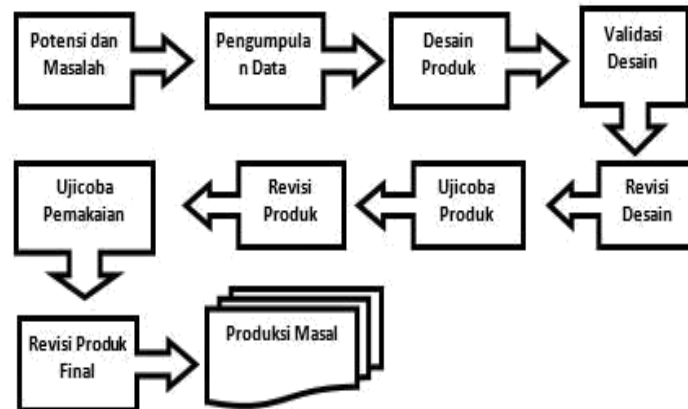 Potensi dan
Masalah
Pengumpula
n Data
Desain
Produk
Validasi
Desain
Revisi
Desain
Ujicoba
Produk
Revisi
Produk
Ujicoba
Pemakaian
Revisi Produk
Final
Produksi Masal